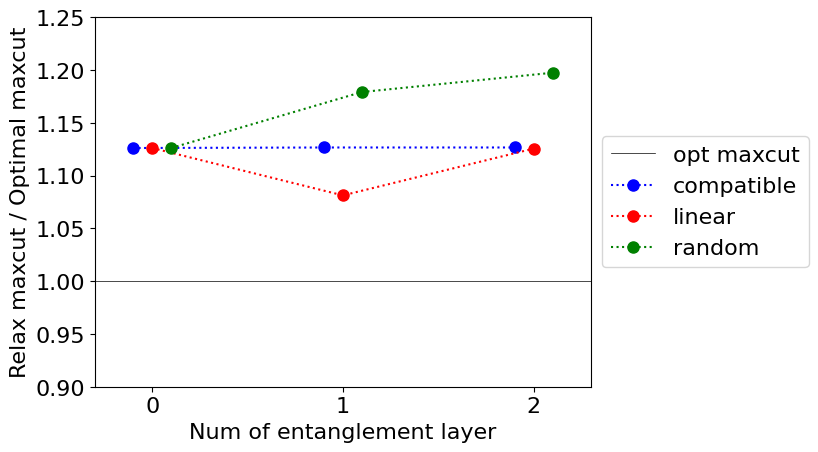 Relax maxcut / Optimal maxcut
1.25
1.20
1.15
1.10
1.05
1.00
0.95
0.90
0
1
2
Num of entanglement layer
opt maxcut
compatible
linear
random